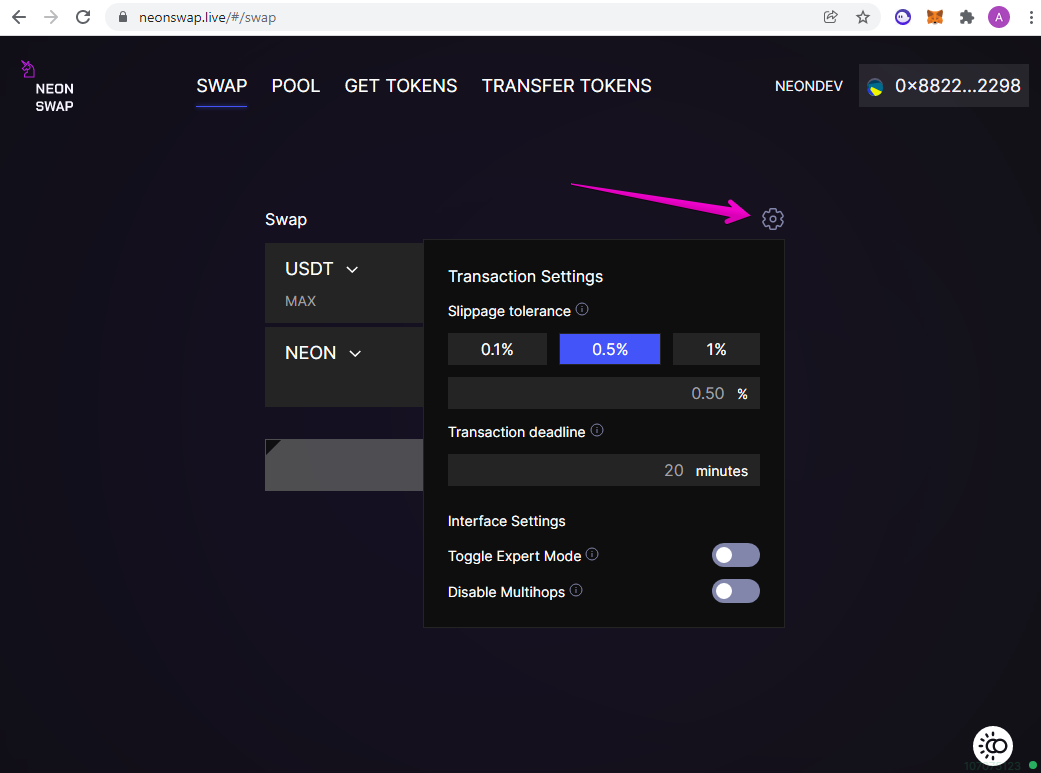 neonswap.live/#/swap
A
NEON
SWAP
SWAP POOL GET TOKENS TRANSFER TOKENS NEONDEV 0×8822...2298
Swap
USDT
MAX
NEON
Transaction Settings
Slippage tolerance
0.1% 0.5% 1%
0.50 %
Transaction deadline
20 minutes
Interface Settings
Toggle Expert Mode
Disable Multihops